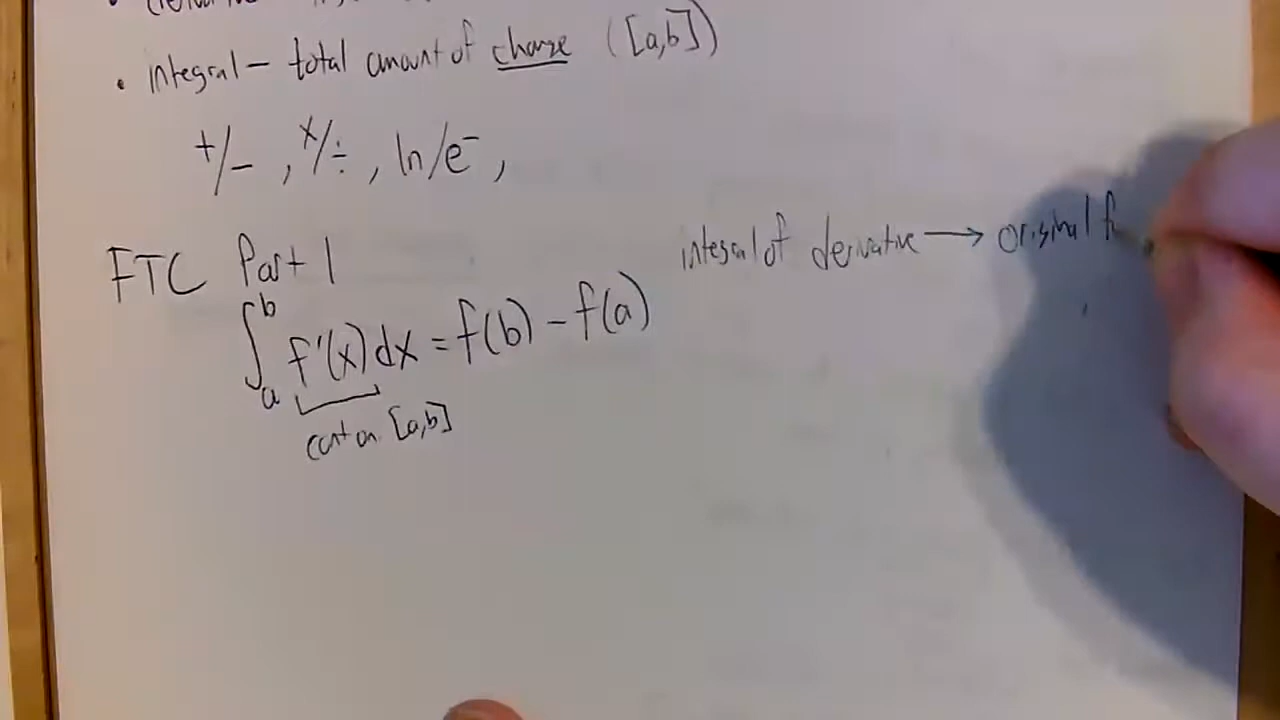 • integral – total amount of change ([a,b])
+/- , ×/÷ , ln/e⁻ ,
FTC Part 1
integral of derivative → original f
∫ₐᵇ f'(x) dx = f(b) - f(a)
cont on [a,b]